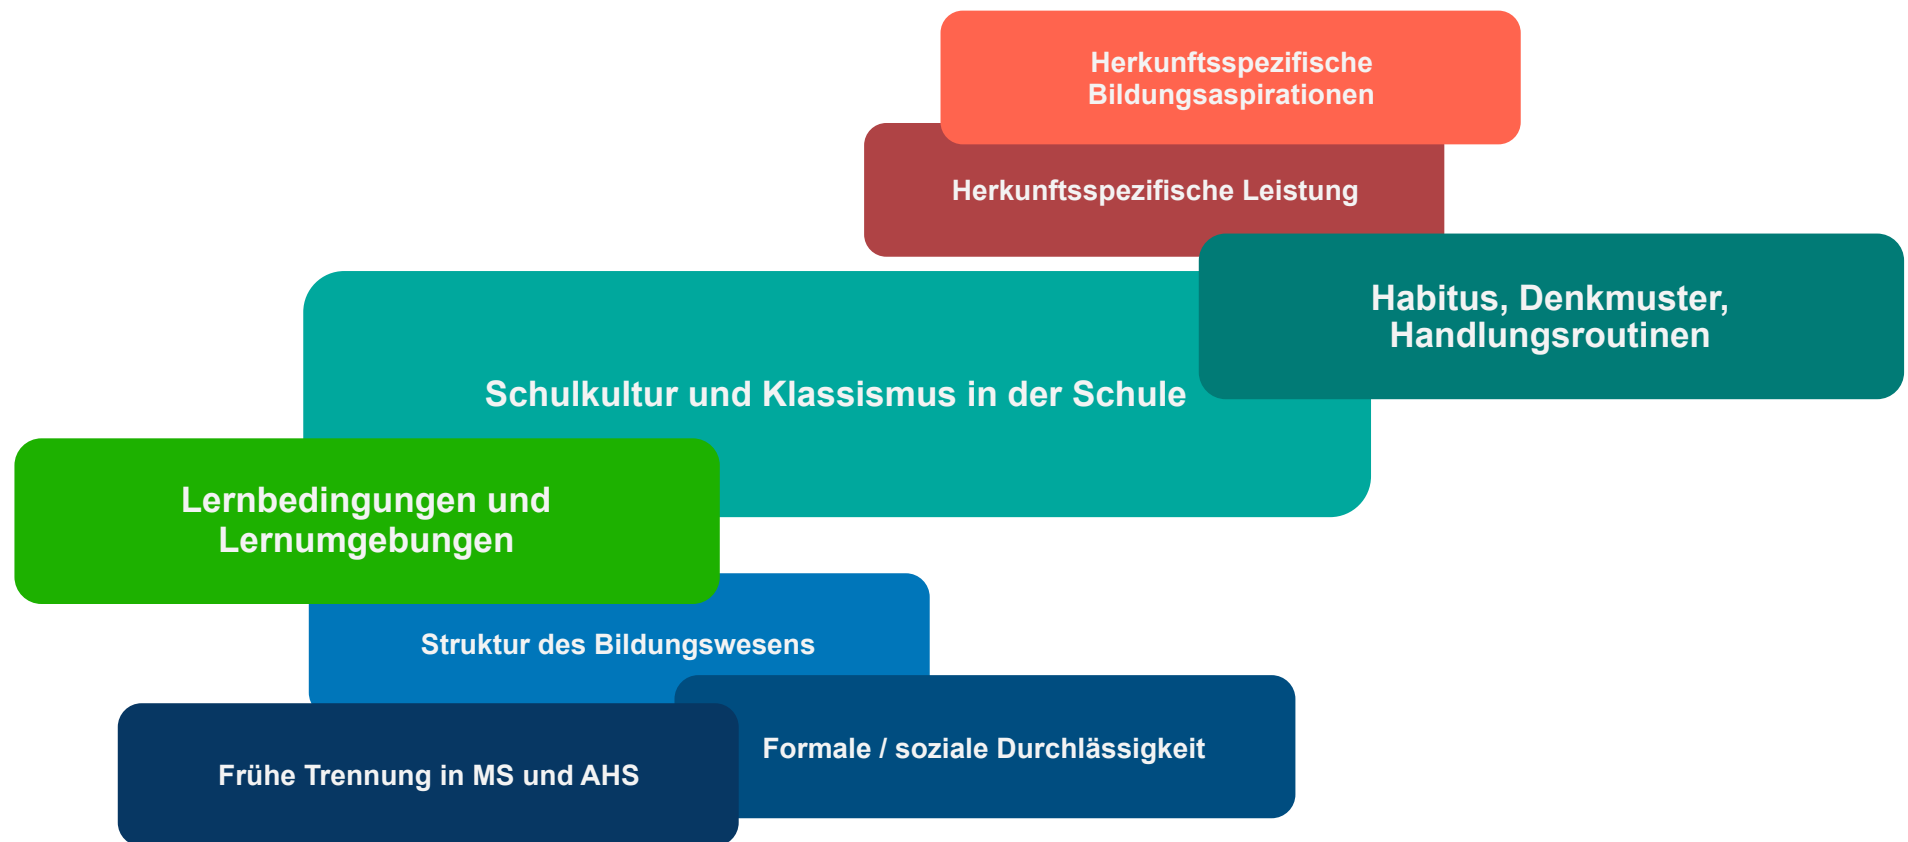 Herkunftsspezifische
Bildungsaspirationen
Herkunftsspezifische Leistung
Habitus, Denkmuster,
Handlungsroutinen
Schulkultur und Klassismus in der Schule
Lernbedingungen und
Lernumgebungen
Struktur des Bildungswesens
Formale / soziale Durchlässigkeit
Frühe Trennung in MS und AHS